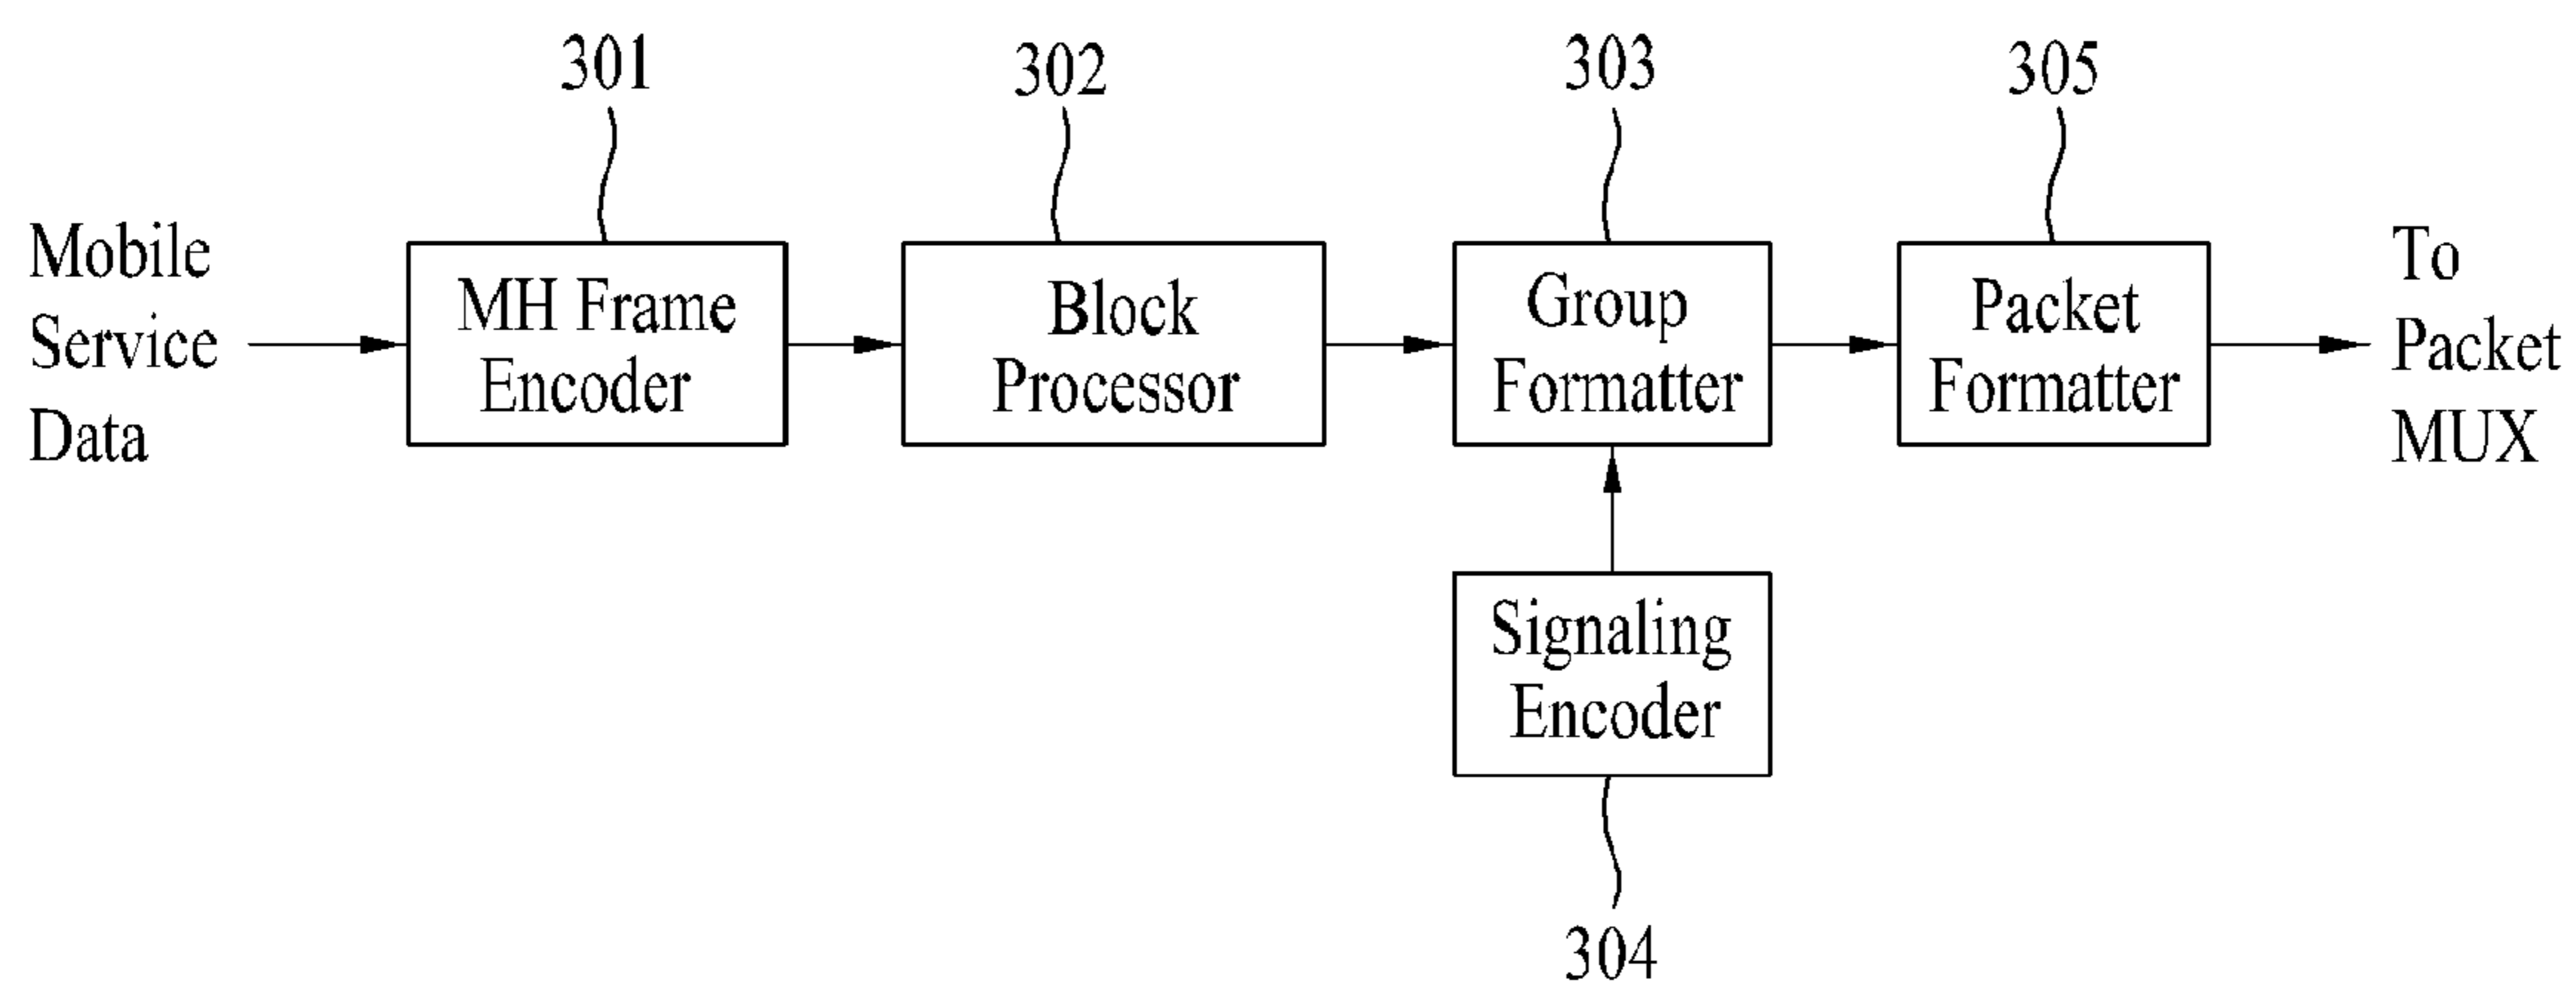 301
302
303
305
Mobile
Service
Data
MH Frame
Encoder
Block
Processor
Group
Formatter
Packet
Formatter
To
Packet
MUX
Signaling
Encoder
304